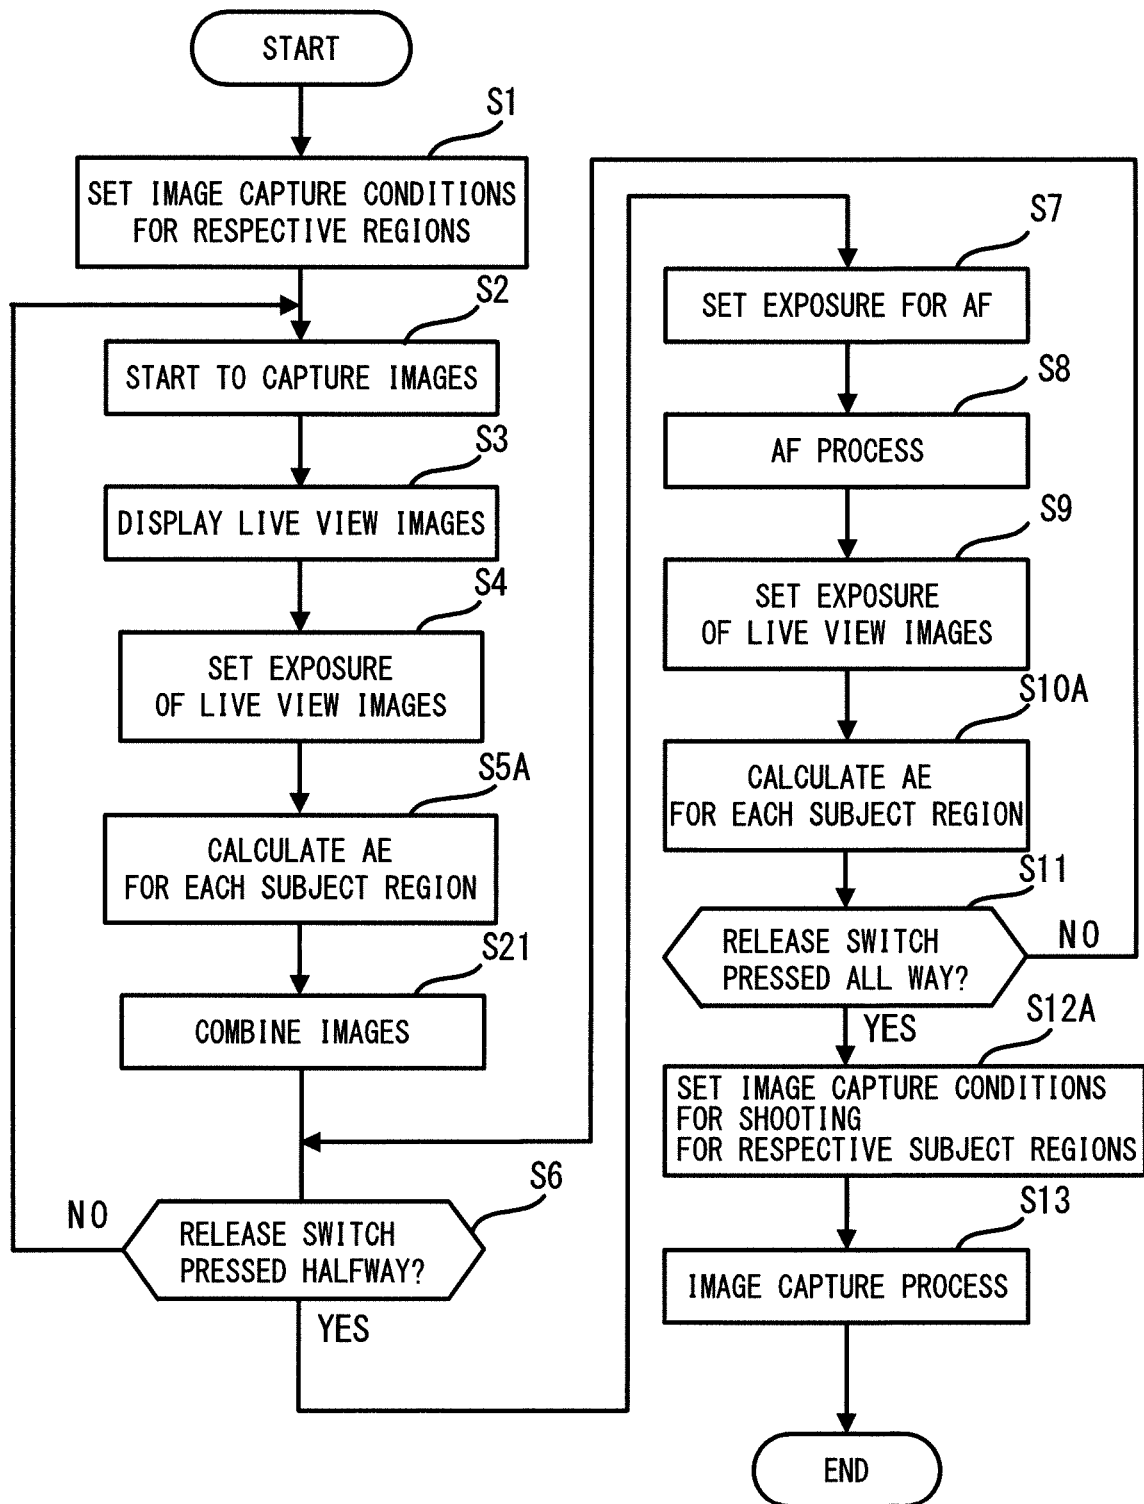 START
S1
SET IMAGE CAPTURE CONDITIONS
FOR RESPECTIVE REGIONS
S2
START TO CAPTURE IMAGES
S3
DISPLAY LIVE VIEW IMAGES
S4
SET EXPOSURE
OF LIVE VIEW IMAGES
S5A
CALCULATE AE
FOR EACH SUBJECT REGION
S21
COMBINE IMAGES
S6
NO
RELEASE SWITCH
PRESSED HALFWAY?
YES
S7
SET EXPOSURE FOR AF
S8
AF PROCESS
S9
SET EXPOSURE
OF LIVE VIEW IMAGES
S10A
CALCULATE AE
FOR EACH SUBJECT REGION
S11
RELEASE SWITCH
PRESSED ALL WAY?
NO
YES
S12A
SET IMAGE CAPTURE CONDITIONS
FOR SHOOTING
FOR RESPECTIVE SUBJECT REGIONS
S13
IMAGE CAPTURE PROCESS
END